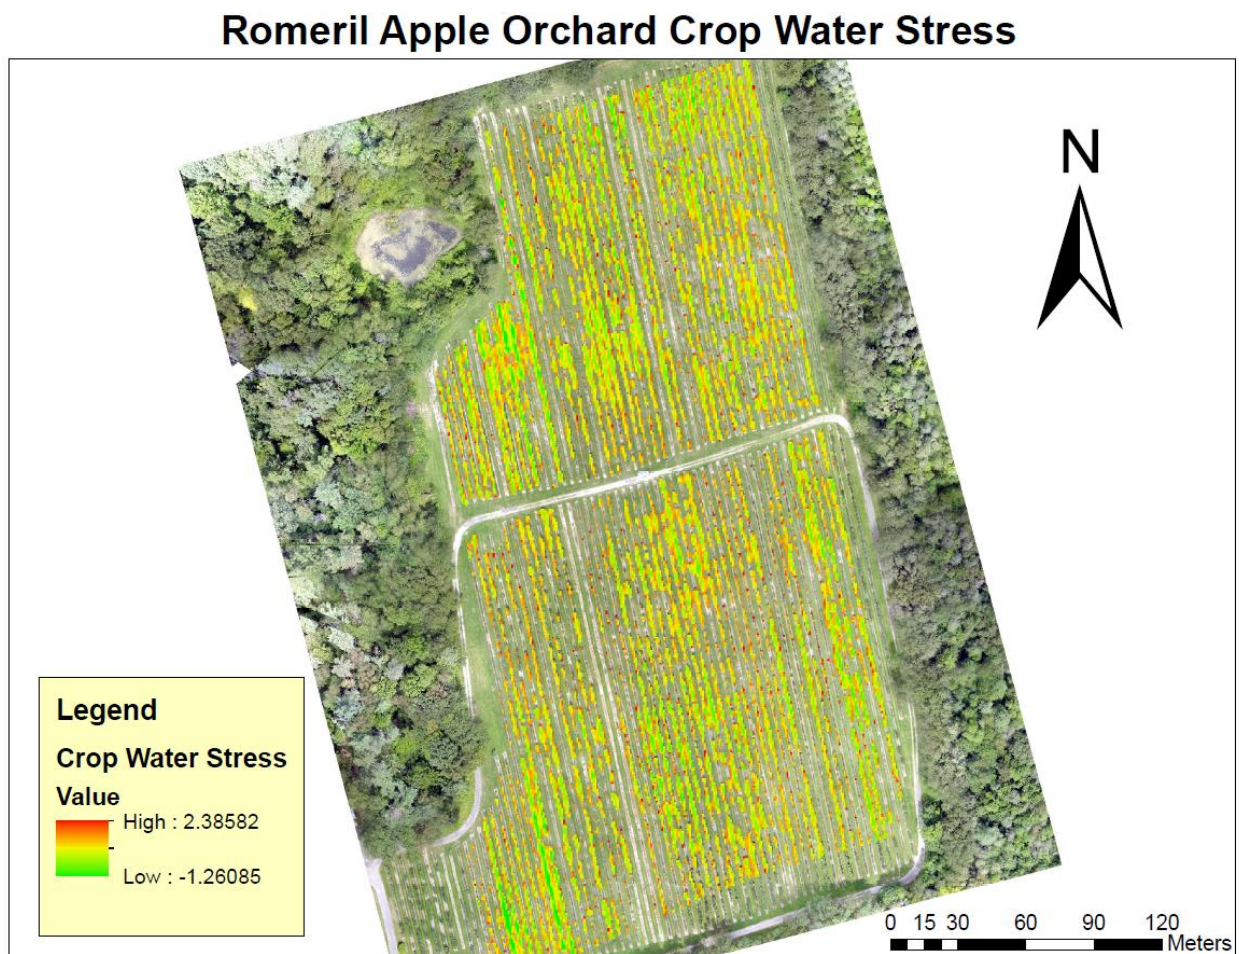 Romeril Apple Orchard Crop Water Stress
N
Legend
Crop Water Stress
Value
High : 2.38582
Low : -1.26085
0 15 30 60 90 120
Meters